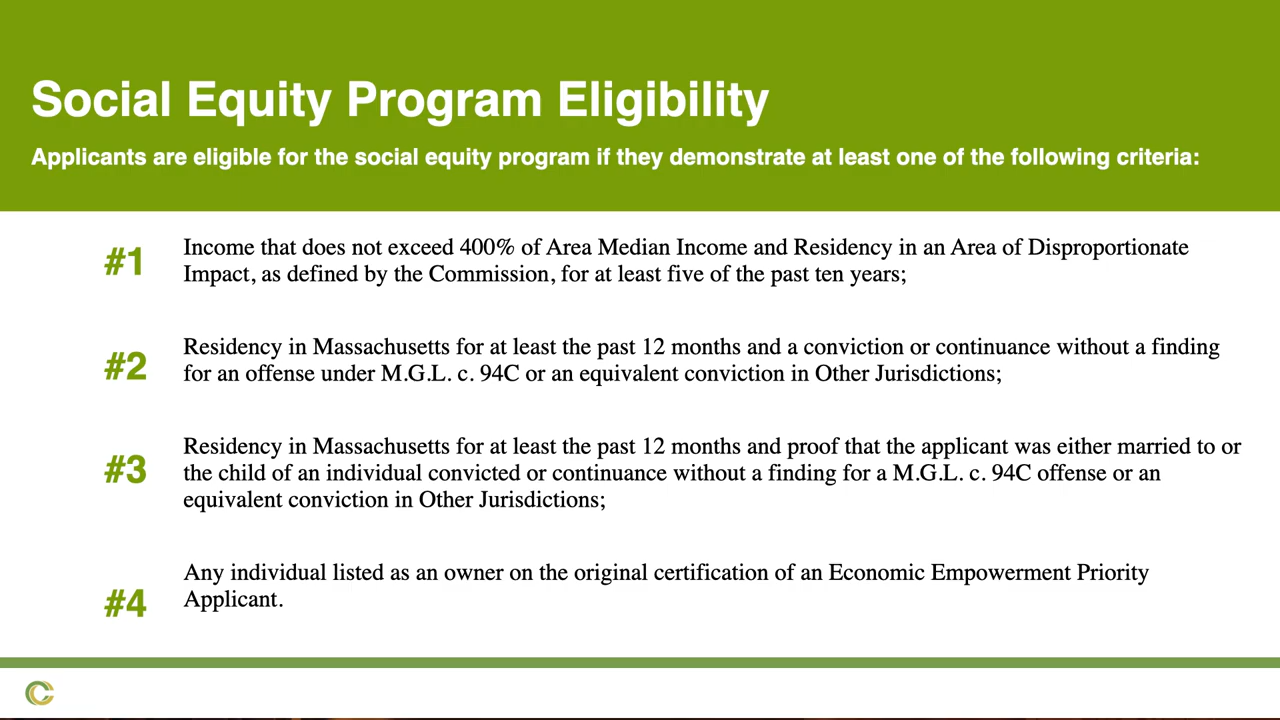 Social Equity Program Eligibility
Applicants are eligible for the social equity program if they demonstrate at least one of the following criteria:
#1
Income that does not exceed 400% of Area Median Income and Residency in an Area of Disproportionate
Impact, as defined by the Commission, for at least five of the past ten years;
#2
Residency in Massachusetts for at least the past 12 months and a conviction or continuance without a finding
for an offense under M.G.L. c. 94C or an equivalent conviction in Other Jurisdictions;
#3
Residency in Massachusetts for at least the past 12 months and proof that the applicant was either married to or
the child of an individual convicted or continuance without a finding for a M.G.L. c. 94C offense or an
equivalent conviction in Other Jurisdictions;
#4
Any individual listed as an owner on the original certification of an Economic Empowerment Priority
Applicant.